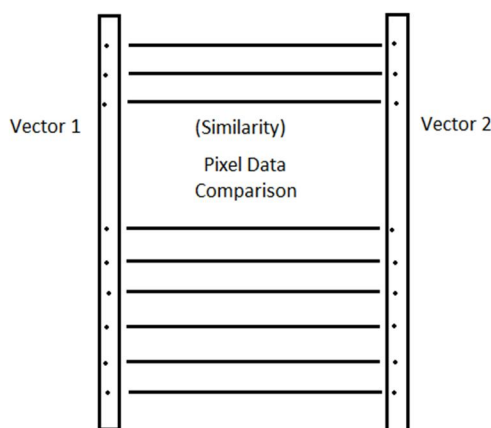 Vector 1
(Similarity)
Pixel Data
Comparison
Vector 2